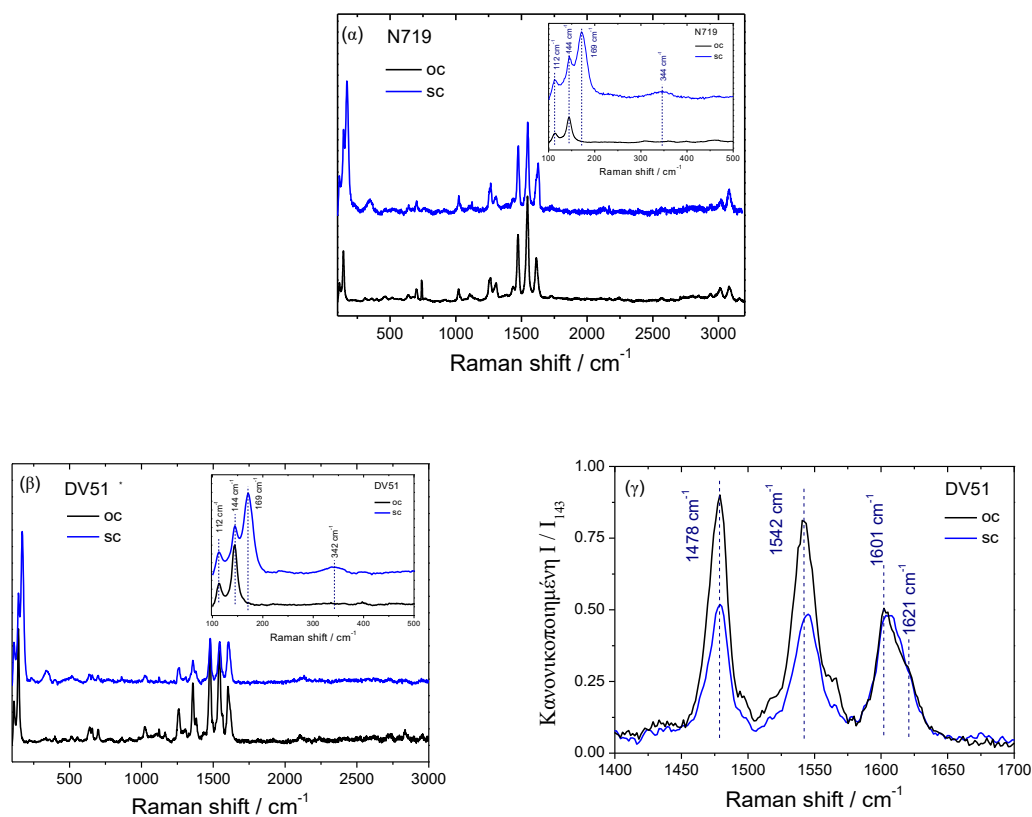 (α)
N719
oc
sc
112 cm⁻¹
144 cm⁻¹
169 cm⁻¹
344 cm⁻¹
N719
oc
sc
100 200 300 400 500
Raman shift / cm⁻¹
500 1000 1500 2000 2500 3000
Raman shift / cm⁻¹
(β)
DV51
oc
sc
112 cm⁻¹
144 cm⁻¹
169 cm⁻¹
342 cm⁻¹
DV51
oc
sc
100 200 300 400 500
Raman shift / cm⁻¹
500 1000 1500 2000 2500 3000
Raman shift / cm⁻¹
(γ)
DV51
oc
sc
1478 cm⁻¹
1542 cm⁻¹
1601 cm⁻¹
1621 cm⁻¹
Κανονικοποιημένη I / I₁₄₃
1.00
0.75
0.50
0.25
0.00
1400 1450 1500 1550 1600 1650 1700
Raman shift / cm⁻¹